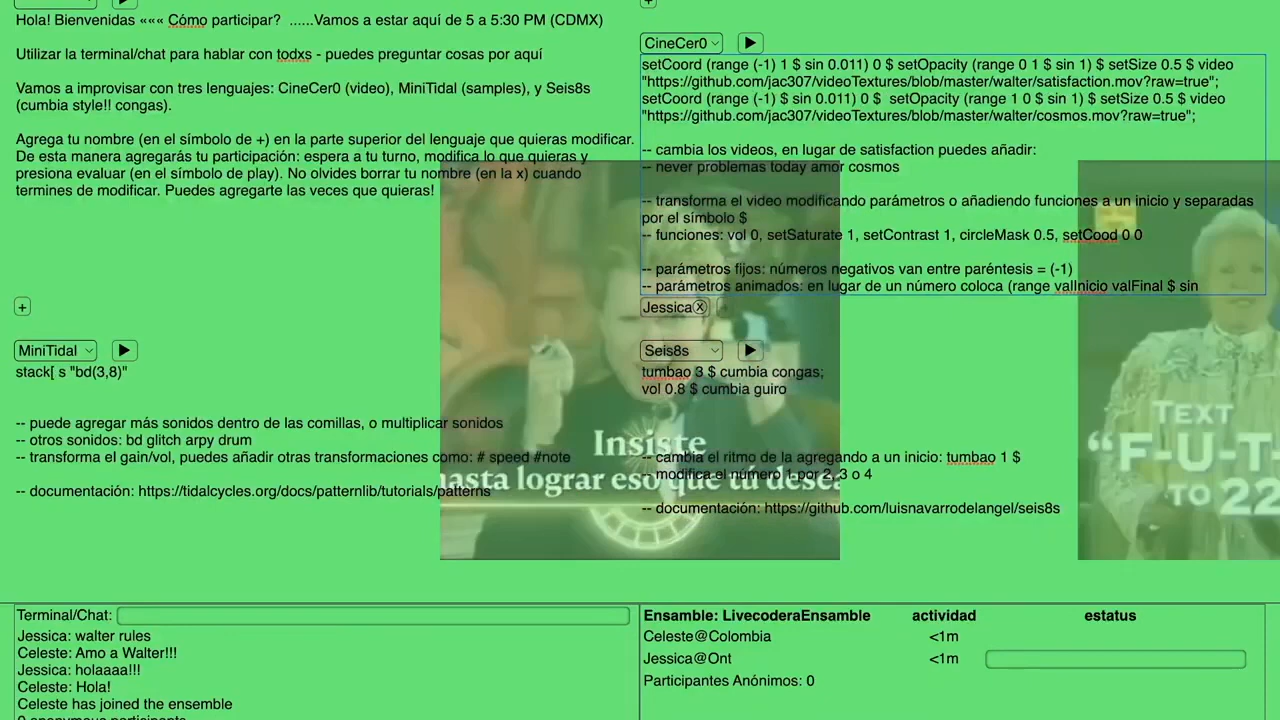 Hola! Bienvenidas ««« Cómo participar?  ......Vamos a estar aquí de 5 a 5:30 PM (CDMX)
Utilizar la terminal/chat para hablar con todxs - puedes preguntar cosas por aquí
Vamos a improvisar con tres lenguajes: CineCer0 (video), MiniTidal (samples), y Seis8s
(cumbia style!! congas).
Agrega tu nombre (en el símbolo de +) en la parte superior del lenguaje que quieras modificar.
De esta manera agregarás tu participación: espera a tu turno, modifica lo que quieras y
presiona evaluar (en el símbolo de play). No olvides borrar tu nombre (en la x) cuando
termines de modificar. Puedes agregarte las veces que quieras!
+
CineCer0
setCoord (range (-1) 1 $ sin 0.011) 0 $ setOpacity (range 0 1 $ sin 1) $ setSize 0.5 $ video
"https://github.com/jac307/videoTextures/blob/master/walter/satisfaction.mov?raw=true";
setCoord (range (-1) $ sin 0.011) 0 $  setOpacity (range 1 0 $ sin 1) $ setSize 0.5 $ video
"https://github.com/jac307/videoTextures/blob/master/walter/cosmos.mov?raw=true";
-- cambia los videos, en lugar de satisfaction puedes añadir:
-- never problemas today amor cosmos
-- transforma el video modificando parámetros o añadiendo funciones a un inicio y separadas
por el símbolo $
-- funciones: vol 0, setSaturate 1, setContrast 1, circleMask 0.5, setCood 0 0
-- parámetros fijos: números negativos van entre paréntesis = (-1)
-- parámetros animados: en lugar de un número coloca (range valInicio valFinal $ sin
+
MiniTidal
stack[ s "bd(3,8)"
-- puede agregar más sonidos dentro de las comillas, o multiplicar sonidos
-- otros sonidos: bd glitch arpy drum
-- transforma el gain/vol, puedes añadir otras transformaciones como: # speed #note
-- documentación: https://tidalcycles.org/docs/patternlib/tutorials/patterns
Jessica X +
Seis8s
tumbao 3 $ cumbia congas;
vol 0.8 $ cumbia guiro
-- cambia el ritmo de la agregando a un inicio: tumbao 1 $
-- modifica el número 1 por 2, 3 o 4
-- documentación: https://github.com/luisnavarrodelangel/seis8s
Insiste
hasta lograr eso que tú desea
TEXT
"F-U-T-
TO 22
Terminal/Chat:
Jessica: walter rules
Celeste: Amo a Walter!!!
Jessica: holaaaa!!!
Celeste: Hola!
Celeste has joined the ensemble
0 anonymous participants
Ensamble: LivecoderaEnsamble actividad estatus
Celeste@Colombia <1m
Jessica@Ont <1m
Participantes Anónimos: 0